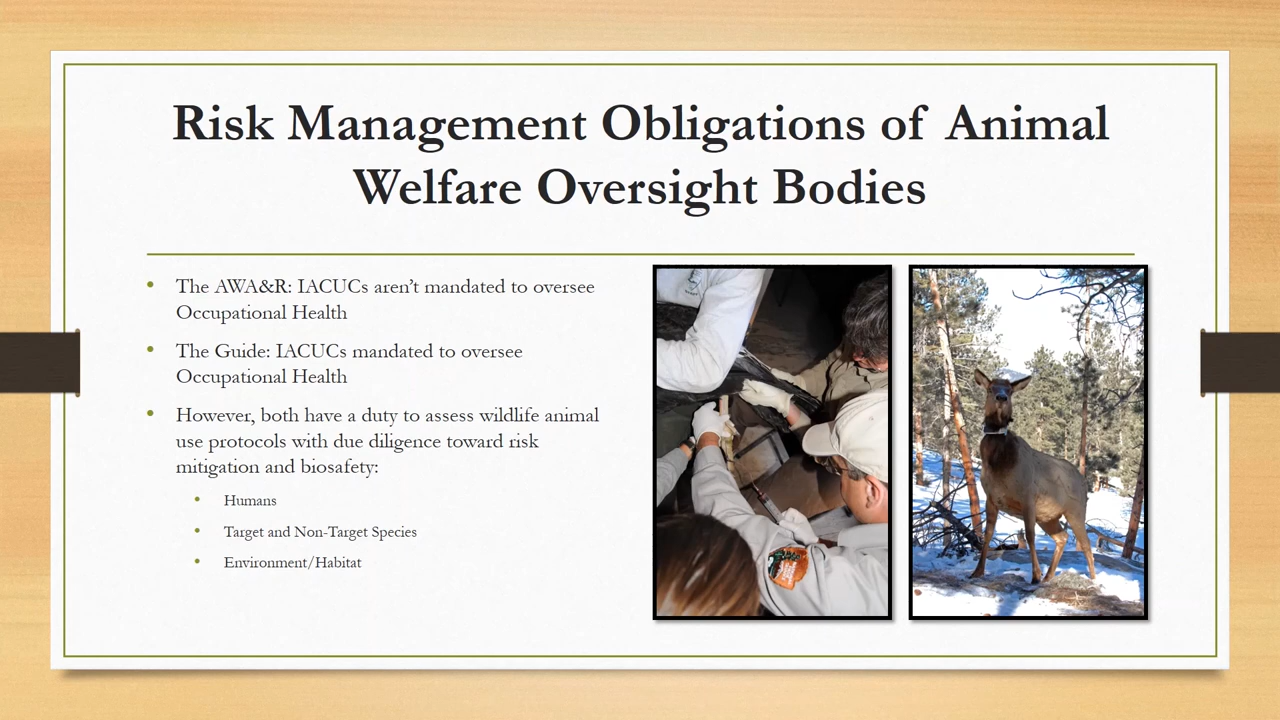 Risk Management Obligations of Animal
Welfare Oversight Bodies
• The AWA&R: IACUCs aren’t mandated to oversee
Occupational Health
• The Guide: IACUCs mandated to oversee
Occupational Health
• However, both have a duty to assess wildlife animal
use protocols with due diligence toward risk
mitigation and biosafety:
• Humans
• Target and Non-Target Species
• Environment/Habitat